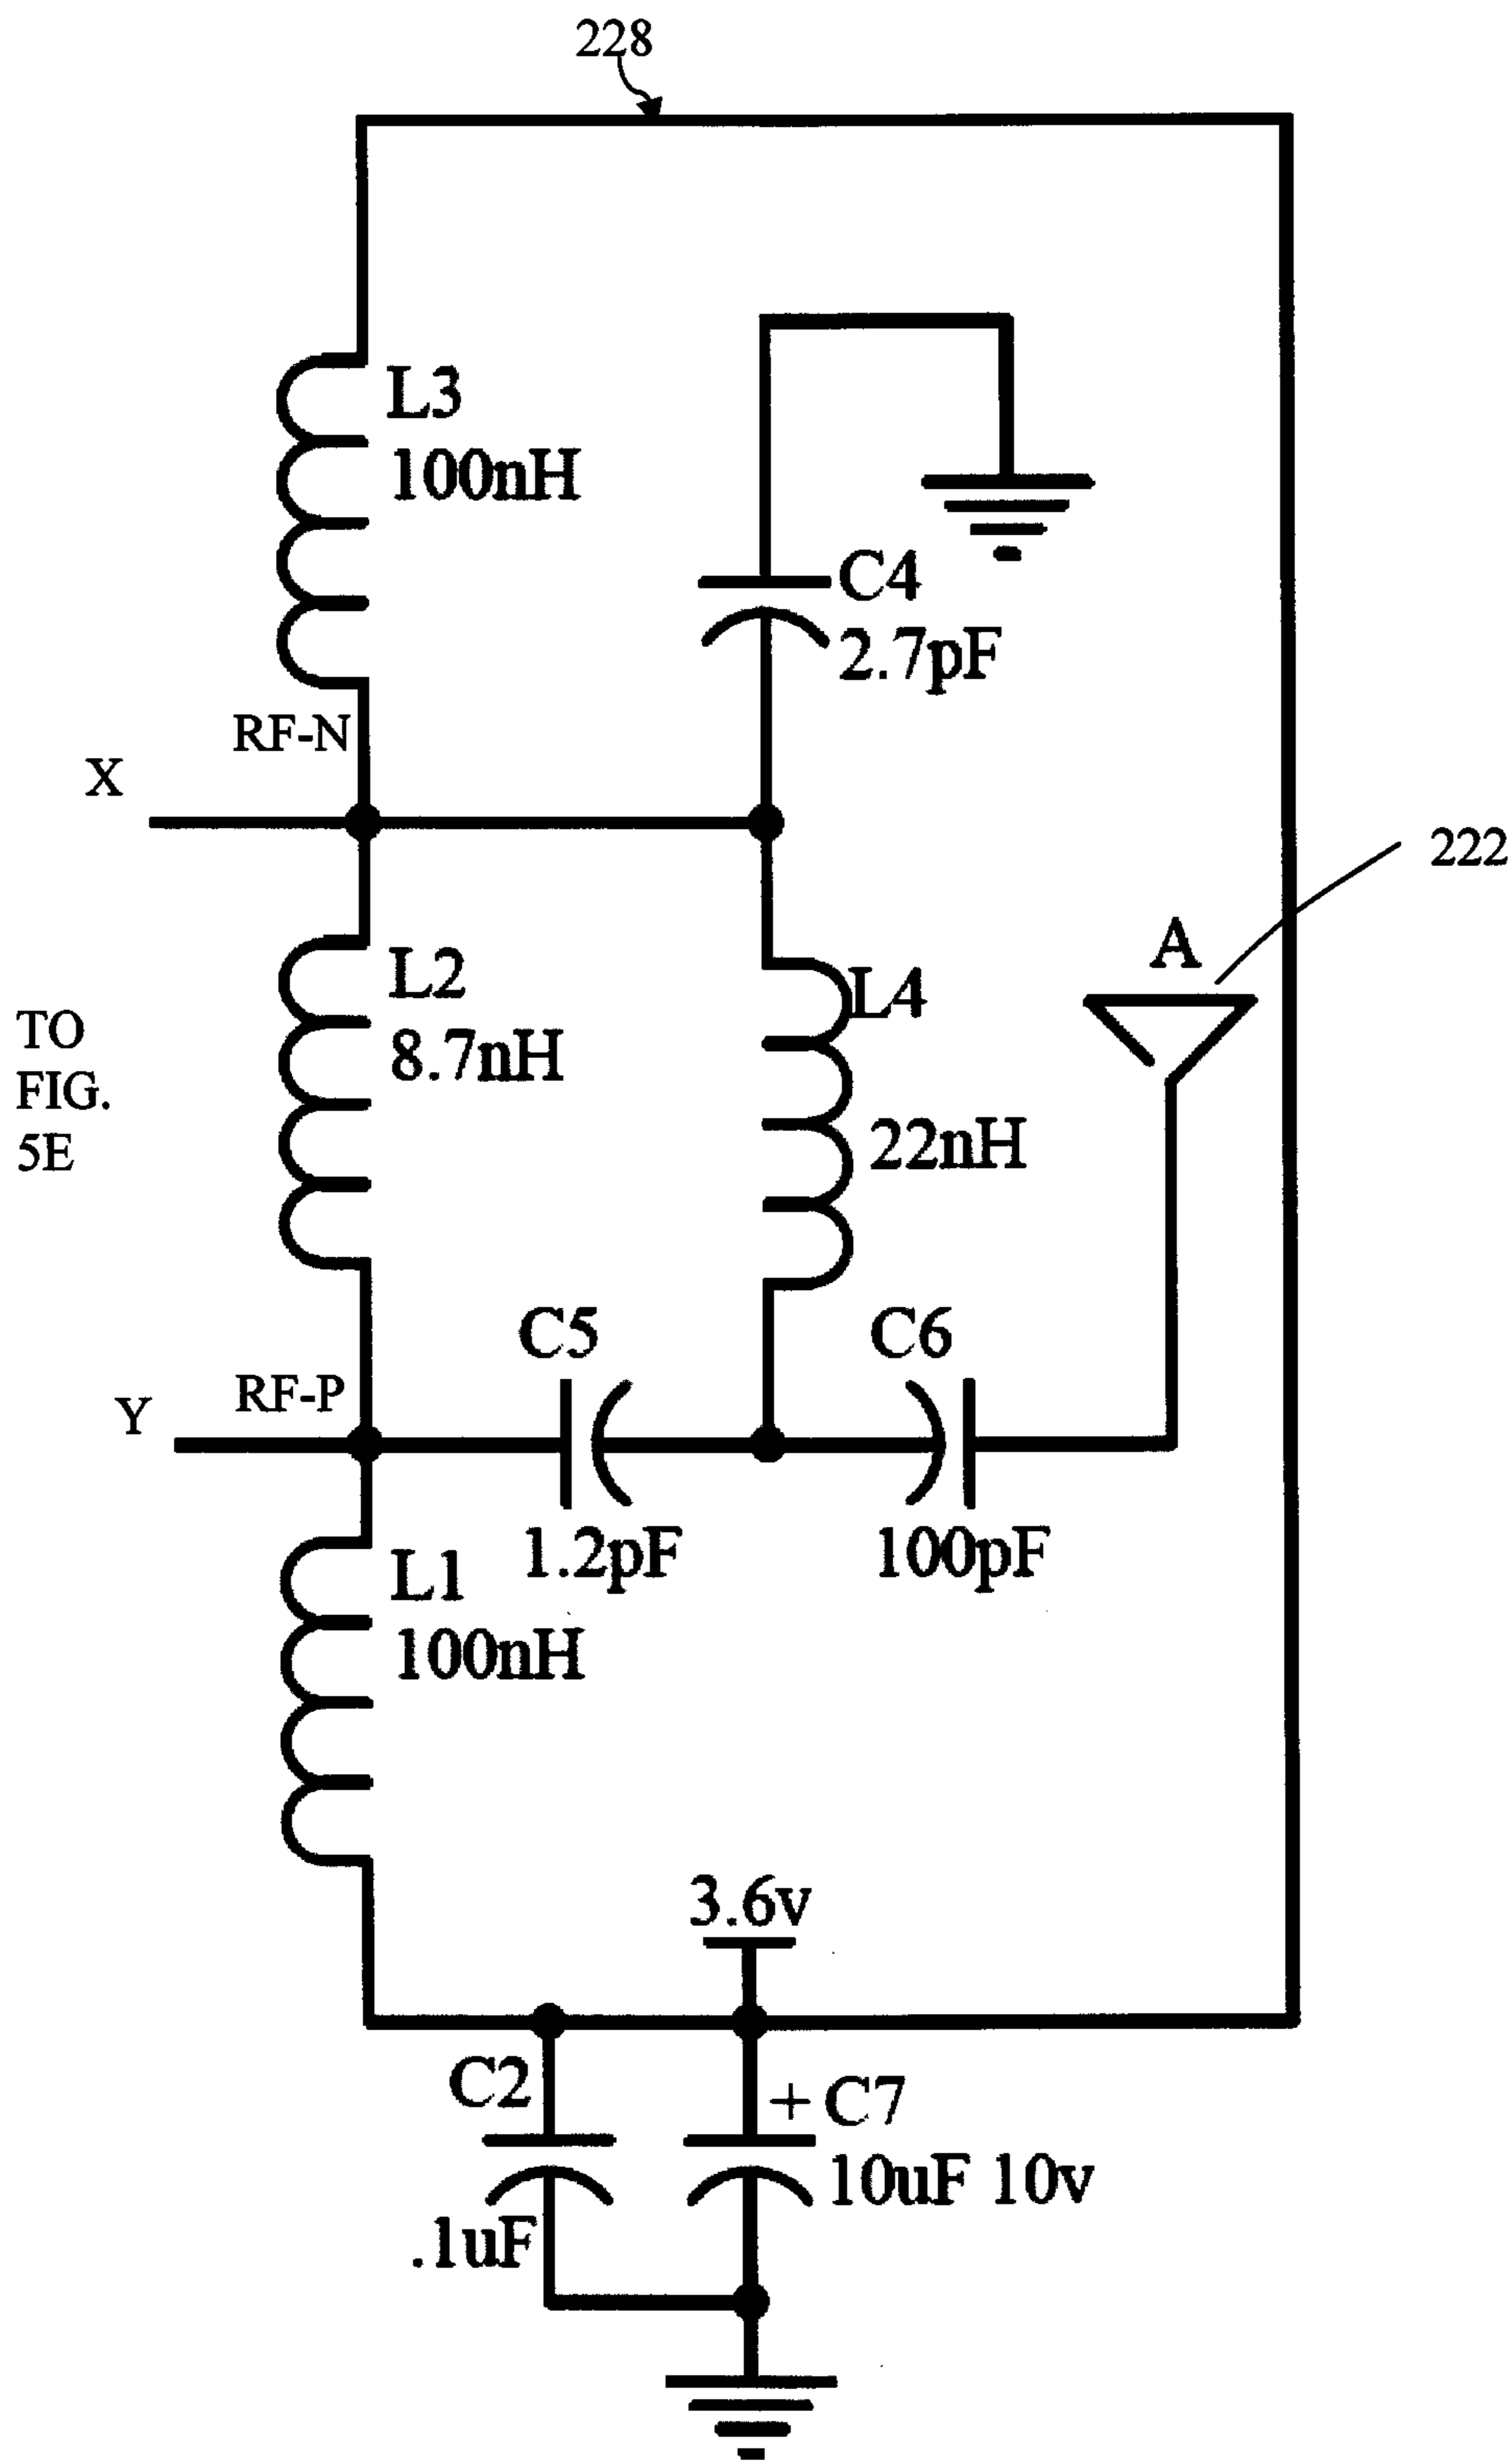 228
L3
100nH
C4
2.7pF
RF-N
X
222
A
L2
8.7nH
L4
22nH
TO
FIG.
5E
C5
C6
RF-P
Y
1.2pF
100pF
L1
100nH
3.6v
C2
+ C7
10uF 10v
.1uF